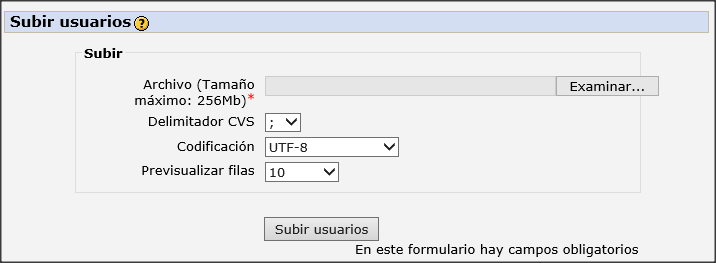 Subir usuarios ?
Subir
Archivo (Tamaño
máximo: 256Mb)*
Examinar...
Delimitador CVS ;
Codificación UTF-8
Previsualizar filas 10
Subir usuarios
En este formulario hay campos obligatorios